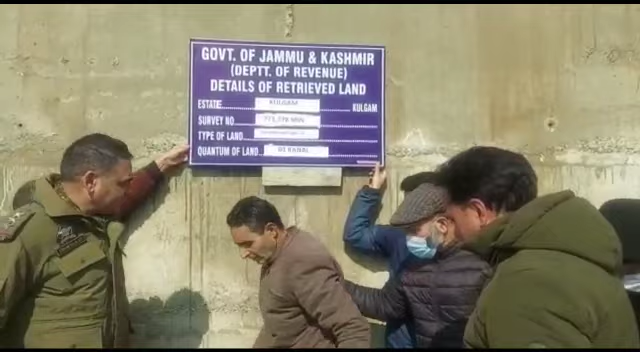 GOVT. OF JAMMU & KASHMIR
(DEPTT. OF REVENUE)
DETAILS OF RETRIEVED LAND
ESTATE........ KULGAM ........ KULGAM
SURVEY NO........
TYPE OF LAND........
QUANTUM OF LAND........